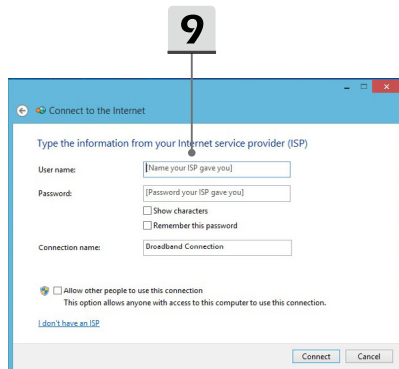 9
Connect to the Internet
Type the information from your Internet service provider (ISP)
User name: [Name your ISP gave you]
Password: [Password your ISP gave you]
Show characters
Remember this password
Connection name: Broadband Connection
Allow other people to use this connection
This option allows anyone with access to this computer to use this connection.
I don't have an ISP
Connect Cancel